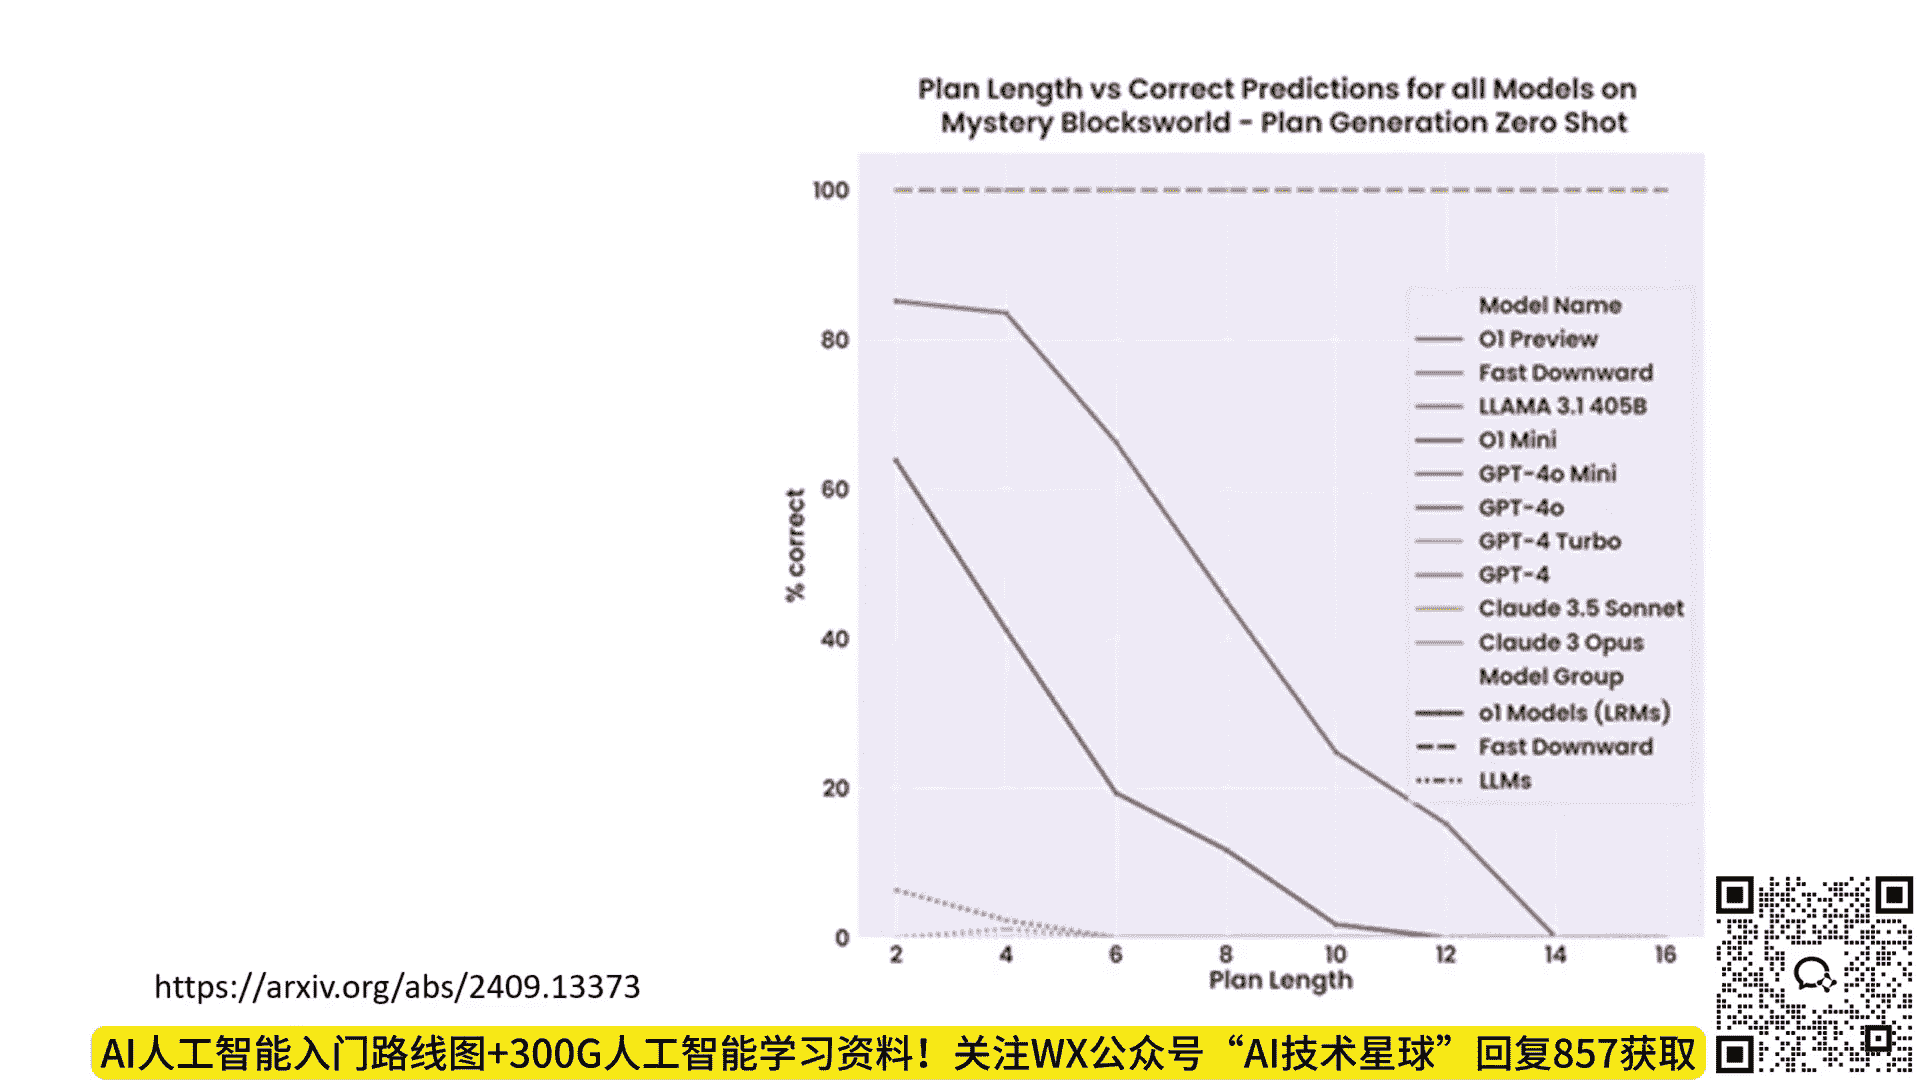 Plan Length vs Correct Predictions for all Models on
Mystery Blocksworld - Plan Generation Zero Shot
100
80
60
40
20
0
% correct
2 4 6 8 10 12 14 16
Plan Length
Model Name
O1 Preview
Fast Downward
LLAMA 3.1 405B
O1 Mini
GPT-4o Mini
GPT-4o
GPT-4 Turbo
GPT-4
Claude 3.5 Sonnet
Claude 3 Opus
Model Group
o1 Models (LRMs)
Fast Downward
LLMs
https://arxiv.org/abs/2409.13373
AI人工智能入门路线图+300G人工智能学习资料！关注WX公众号“AI技术星球”回复857获取